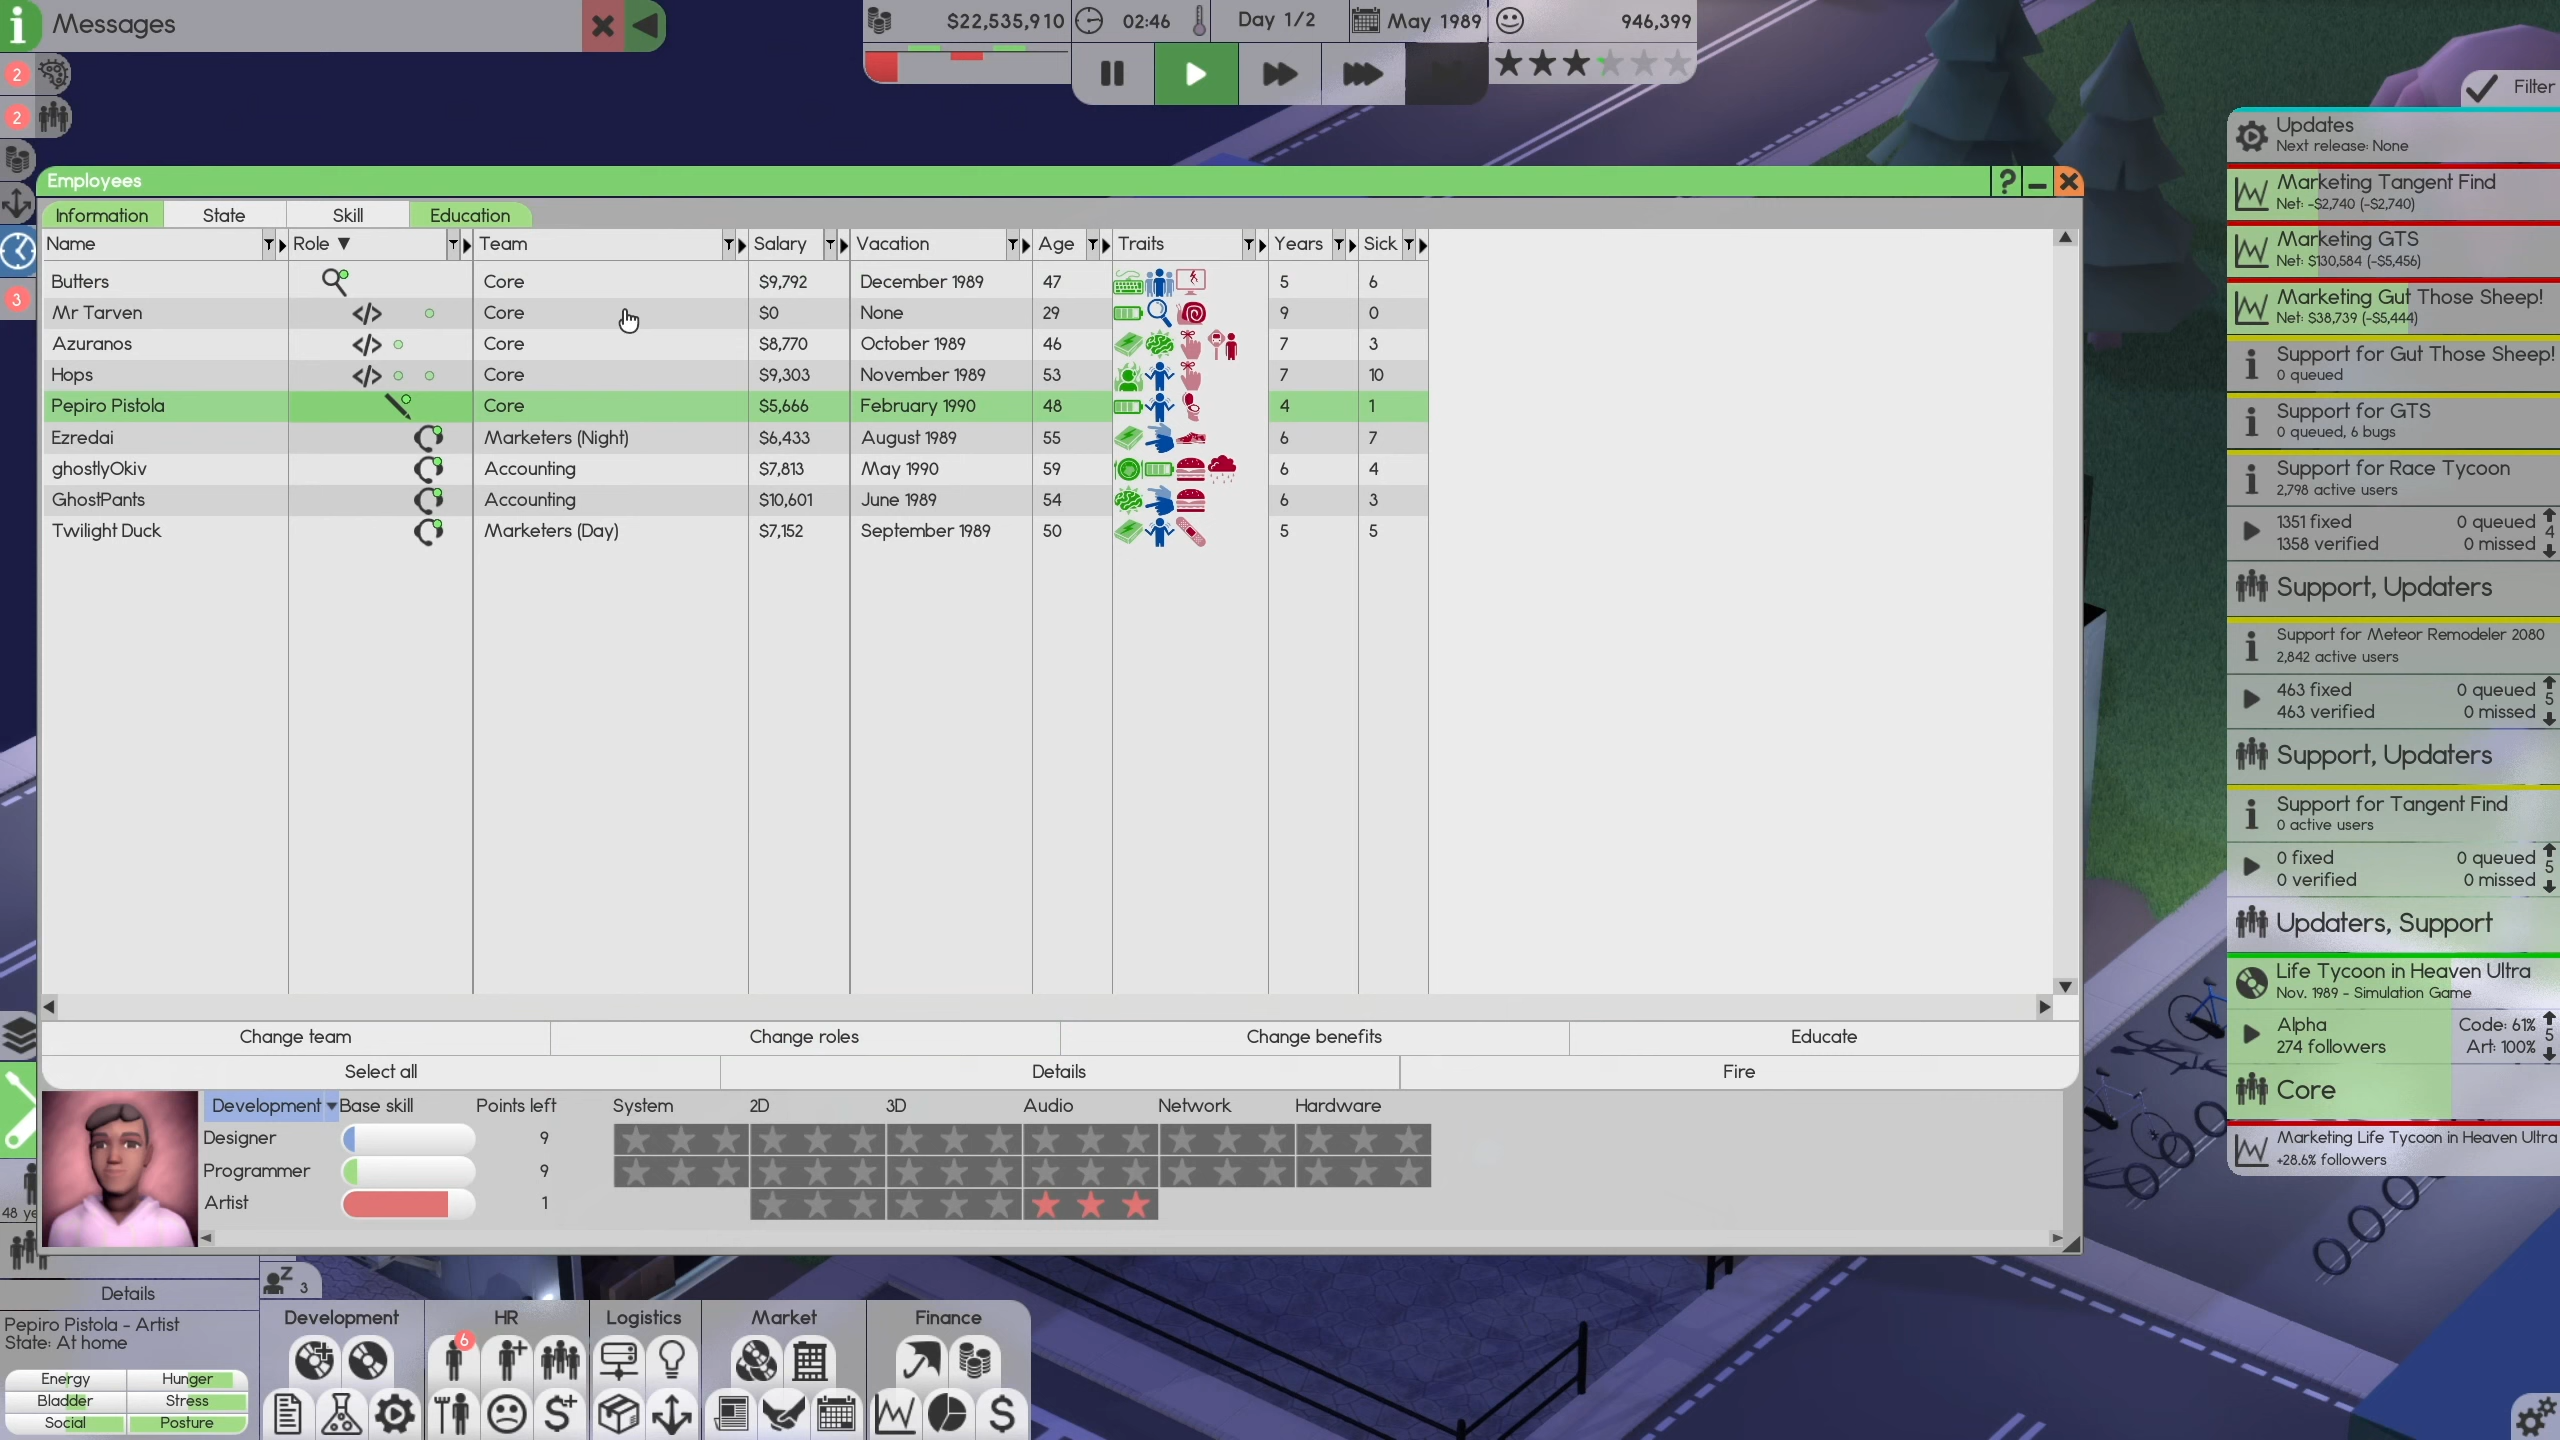 Messages
$22,535,910
02:46
Day 1/2
May 1989
946,399
2
2
3
Filter
Employees
?
Information State Skill Education
Name Role Team Salary Vacation Age Traits Years Sick
Butters Core $9,792 December 1989 47 5 6
Mr Tarven Core $0 None 29 9 0
Azuranos Core $8,770 October 1989 46 7 3
Hops Core $9,303 November 1989 53 7 10
Pepiro Pistola Core $5,666 February 1990 48 4 1
Ezredai Marketers (Night) $6,433 August 1989 55 6 7
ghostlyOkiv Accounting $7,813 May 1990 59 6 4
GhostPants Accounting $10,601 June 1989 54 6 3
Twilight Duck Marketers (Day) $7,152 September 1989 50 5 5
Change team Change roles Change benefits Educate
Select all Details Fire
Development Base skill Points left System 2D 3D Audio Network Hardware
Designer 9
Programmer 9
Artist 1
Updates
Next release: None
Marketing Tangent Find
Net: -$2,740 (-$2,740)
Marketing GTS
Net: $130,584 (-$5,456)
Marketing Gut Those Sheep!
Net: $38,739 (-$5,444)
Support for Gut Those Sheep!
0 queued
Support for GTS
0 queued, 6 bugs
Support for Race Tycoon
2,798 active users
1351 fixed 0 queued
4
1358 verified 0 missed
Support, Updaters
Support for Meteor Remodeler 2080
2,842 active users
463 fixed 0 queued
5
463 verified 0 missed
Support, Updaters
Support for Tangent Find
0 active users
0 fixed 0 queued
5
0 verified 0 missed
Updaters, Support
Life Tycoon in Heaven Ultra
Nov. 1989 - Simulation Game
Alpha Code: 61%
5
274 followers Art: 100%
Core
Marketing Life Tycoon in Heaven Ultra
+28.6% followers
48 ye
Details
Pepiro Pistola - Artist
State: At home
Energy Hunger
Bladder Stress
Social Posture
Z 3
Development HR Logistics Market Finance
6